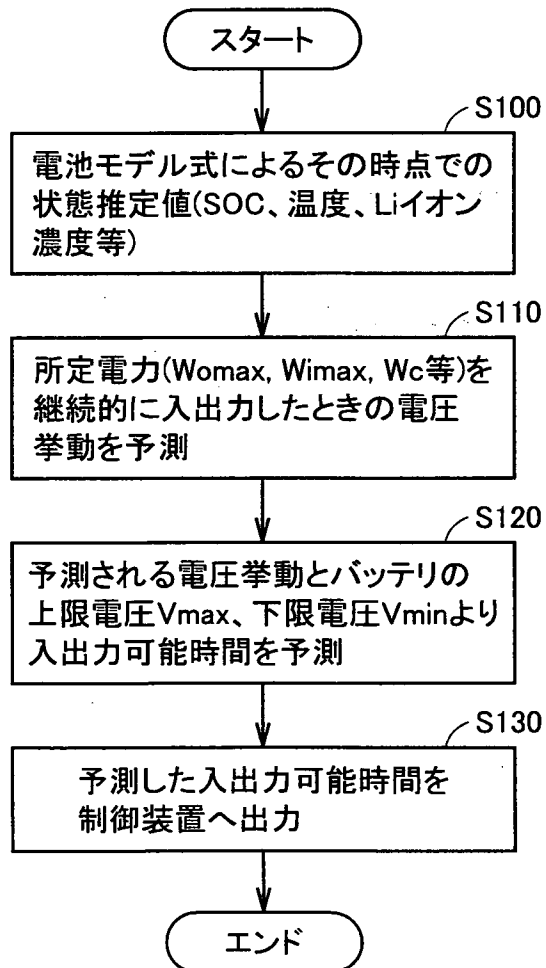 スタート
S100
電池モデル式によるその時点での
状態推定値(SOC、温度、Liイオン
濃度等)
S110
所定電力(Womax, Wimax, Wc等)を
継続的に入出力したときの電圧
挙動を予測
S120
予測される電圧挙動とバッテリの
上限電圧Vmax、下限電圧Vminより
入出力可能時間を予測
S130
予測した入出力可能時間を
制御装置へ出力
エンド